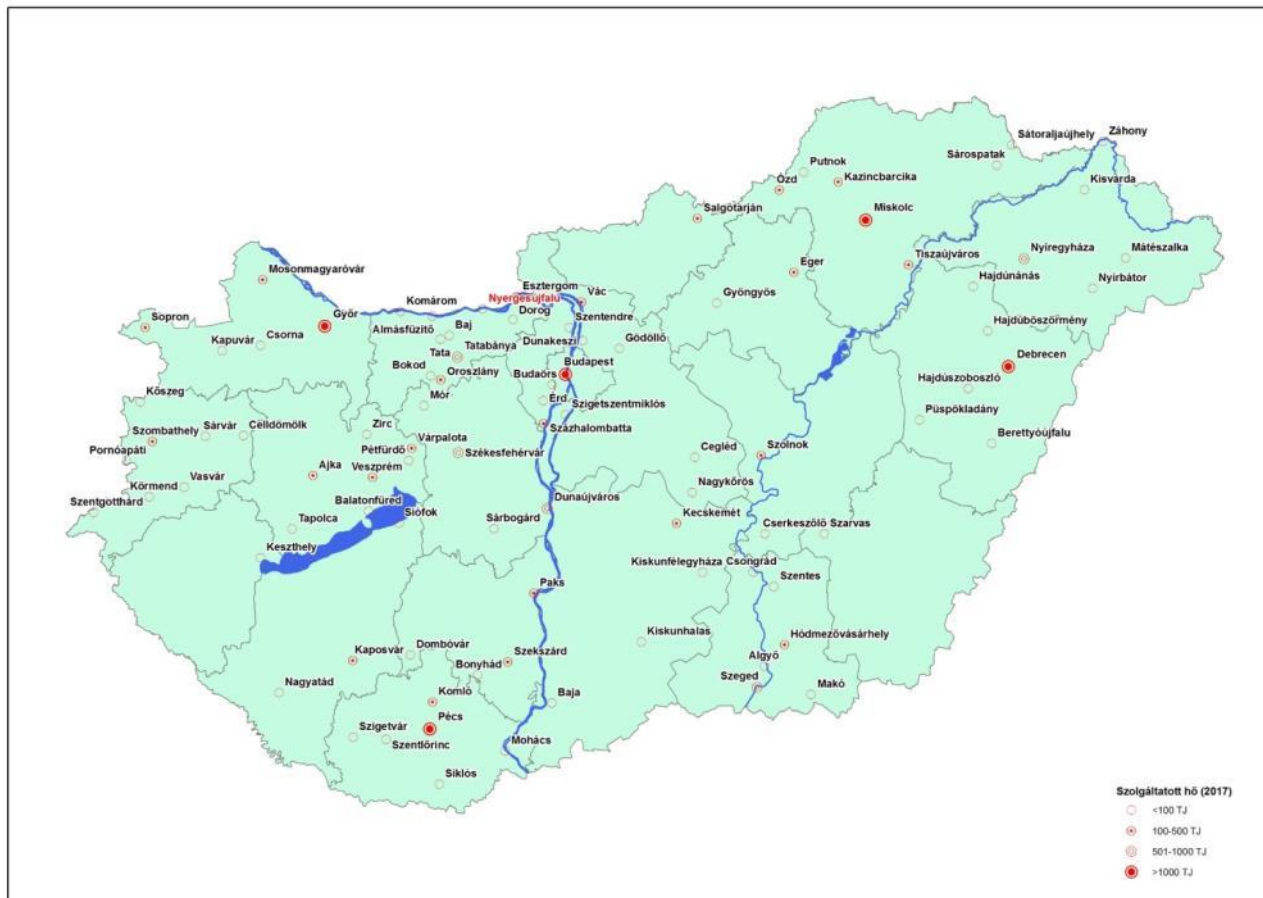 Sátoraljaújhely
Záhony
Putnok
Sárospatak
Ózd
Kazincbarcika
Kisvárda
Salgótarján
Miskolc
Nyíregyháza
Mátészalka
Mosonmagyaróvár
Eger
Tiszaújváros
Hajdúnánás
Nyírbátor
Esztergom
Nyergesújfalu
Vác
Gyöngyös
Komárom
Sopron
Győr
Dorog
Szentendre
Hajdúböszörmény
Almásfüzitő
Baj
Kapuvár
Csorna
Dunakeszi
Gödöllő
Tata
Tatabánya
Debrecen
Bokod
Oroszlány
Budaörs
Budapest
Hajdúszoboszló
Kőszeg
Mór
Érd
Szigetszentmiklós
Püspökladány
Szombathely
Sárvár
Celldömölk
Zirc
Várpalota
Százhalombatta
Berettyóújfalu
Pornóapáti
Pétfürdő
Székesfehérvár
Cegléd
Szolnok
Ajka
Veszprém
Körmend
Vasvár
Szentgotthárd
Nagykőrös
Balatonfüred
Dunaújváros
Siófok
Kecskemét
Tapolca
Sárbogárd
Cserkeszőlő
Szarvas
Keszthely
Kiskunfélegyháza
Csongrád
Szentes
Paks
Kiskunhalas
Hódmezővásárhely
Kaposvár
Dombóvár
Szekszárd
Bonyhád
Algyő
Szeged
Nagyatád
Komló
Baja
Makó
Pécs
Szigetvár
Szentlőrinc
Mohács
Siklós
Szolgáltatott hő (2017)
<100 TJ
100-500 TJ
501-1000 TJ
>1000 TJ